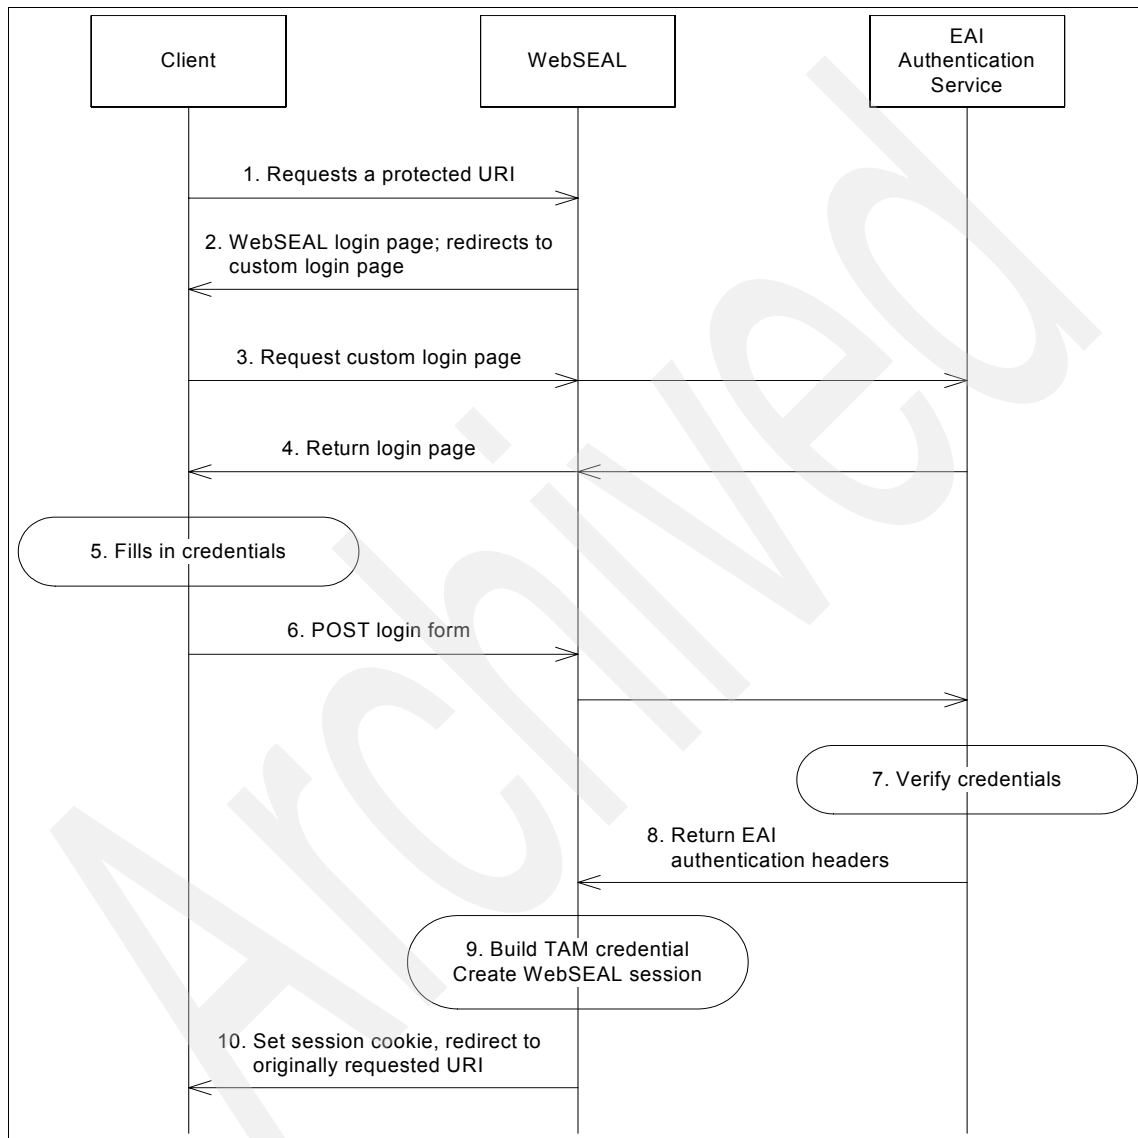 Client
WebSEAL
EAI
Authentication
Service
1. Requests a protected URI
2. WebSEAL login page; redirects to
custom login page
3. Request custom login page
4. Return login page
5. Fills in credentials
6. POST login form
7. Verify credentials
8. Return EAI
authentication headers
9. Build TAM credential
Create WebSEAL session
10. Set session cookie, redirect to
originally requested URI
Archived